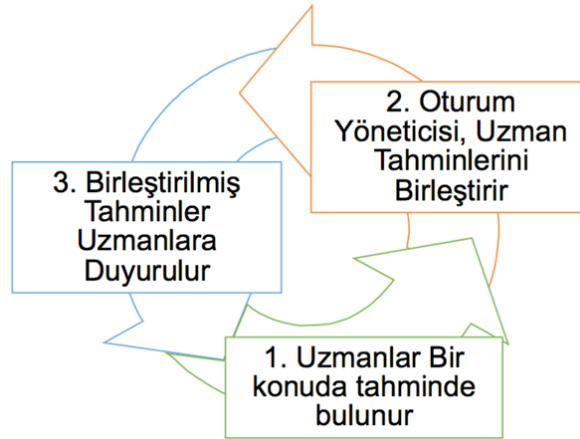 2. Oturum
Yöneticisi, Uzman
Tahminlerini
Birleştirir
3. Birleştirilmiş
Tahminler
Uzmanlara
Duyurulur
1. Uzmanlar Bir
konuda tahminde
bulunur